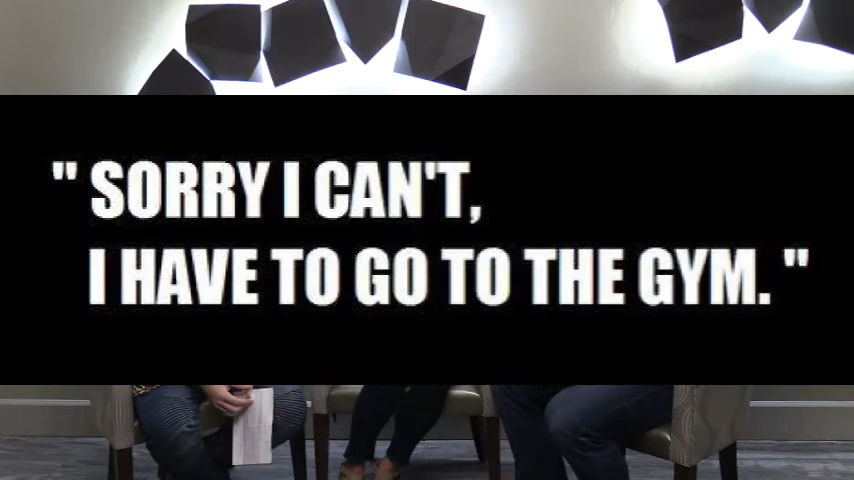 " SORRY I CAN'T,
I HAVE TO GO TO THE GYM. "